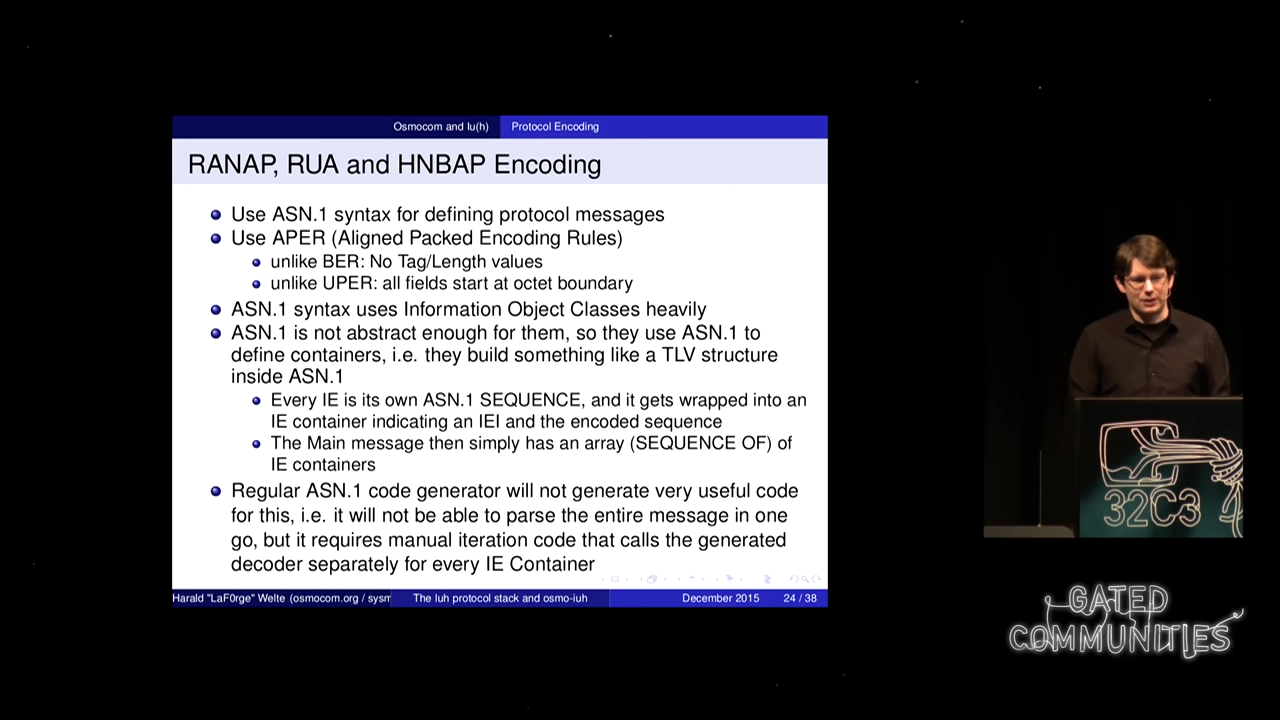 Osmocom and Iu(h) Protocol Encoding
RANAP, RUA and HNBAP Encoding
Use ASN.1 syntax for defining protocol messages
Use APER (Aligned Packed Encoding Rules)
unlike BER: No Tag/Length values
unlike UPER: all fields start at octet boundary
ASN.1 syntax uses Information Object Classes heavily
ASN.1 is not abstract enough for them, so they use ASN.1 to
define containers, i.e. they build something like a TLV structure
inside ASN.1
Every IE is its own ASN.1 SEQUENCE, and it gets wrapped into an
IE container indicating an IEI and the encoded sequence
The Main message then simply has an array (SEQUENCE OF) of
IE containers
Regular ASN.1 code generator will not generate very useful code
for this, i.e. it will not be able to parse the entire message in one
go, but it requires manual iteration code that calls the generated
decoder separately for every IE Container
Harald "LaF0rge" Welte (osmocom.org / sysm The Iuh protocol stack and osmo-iuh December 2015 24 / 38
32C3
GATED
COMMUNITIES